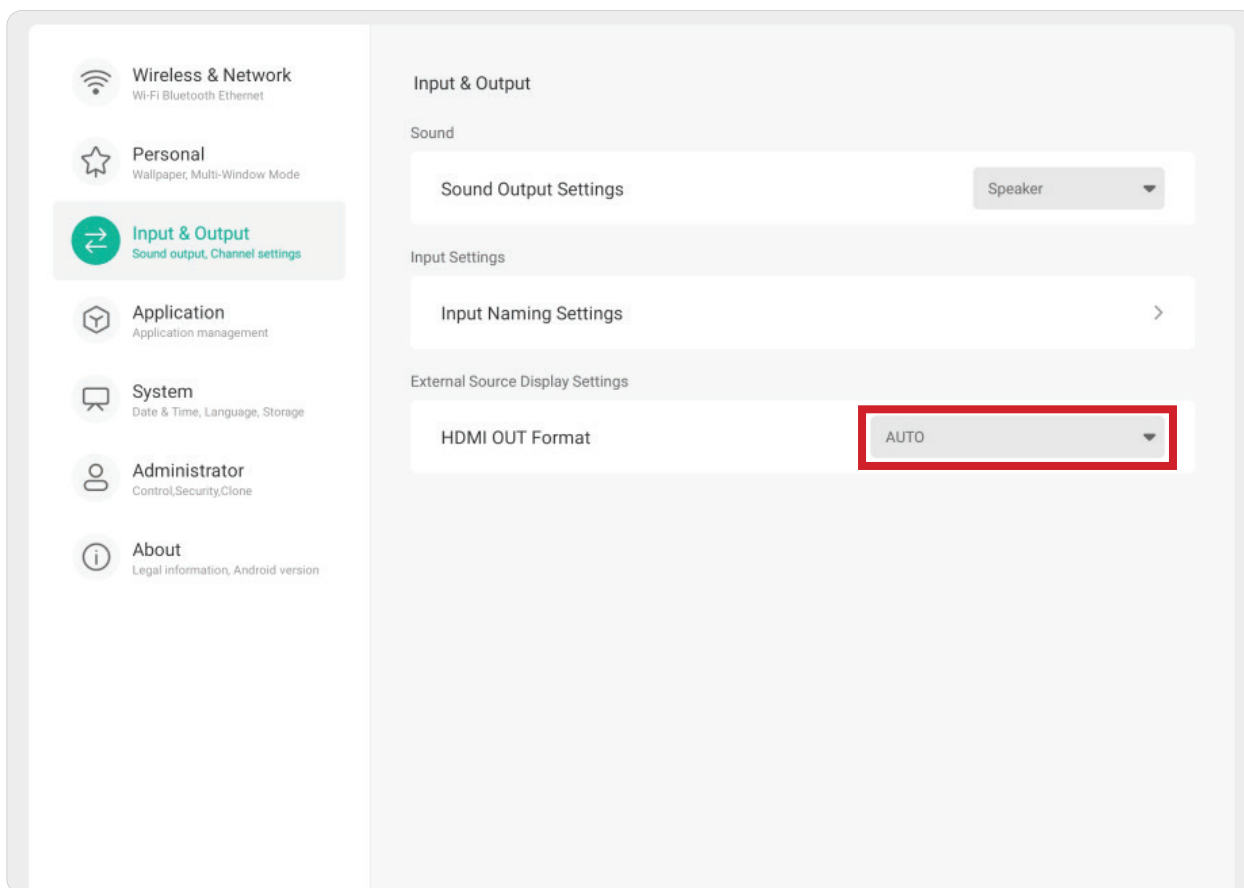 Wireless & Network
Wi-Fi Bluetooth Ethernet
Personal
Wallpaper, Multi-Window Mode
Input & Output
Sound output, Channel settings
Application
Application management
System
Date & Time, Language, Storage
Administrator
Control,Security,Clone
About
Legal information, Android version
Input & Output
Sound
Sound Output Settings
Speaker
Input Settings
Input Naming Settings
External Source Display Settings
HDMI OUT Format
AUTO